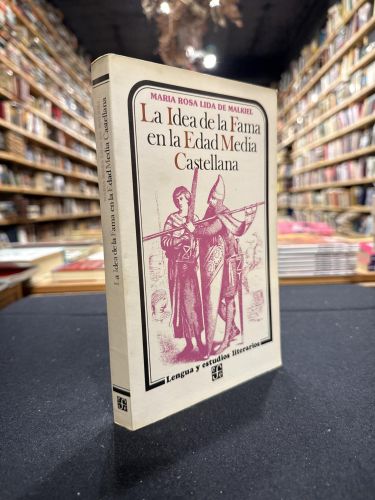 MARIA ROSA LIDA DE MALKIEL
La Idea de la Fama
en la Edad Media
Castellana
Lengua y estudios literarios
La Idea de la Fama en la Edad Media Castellana